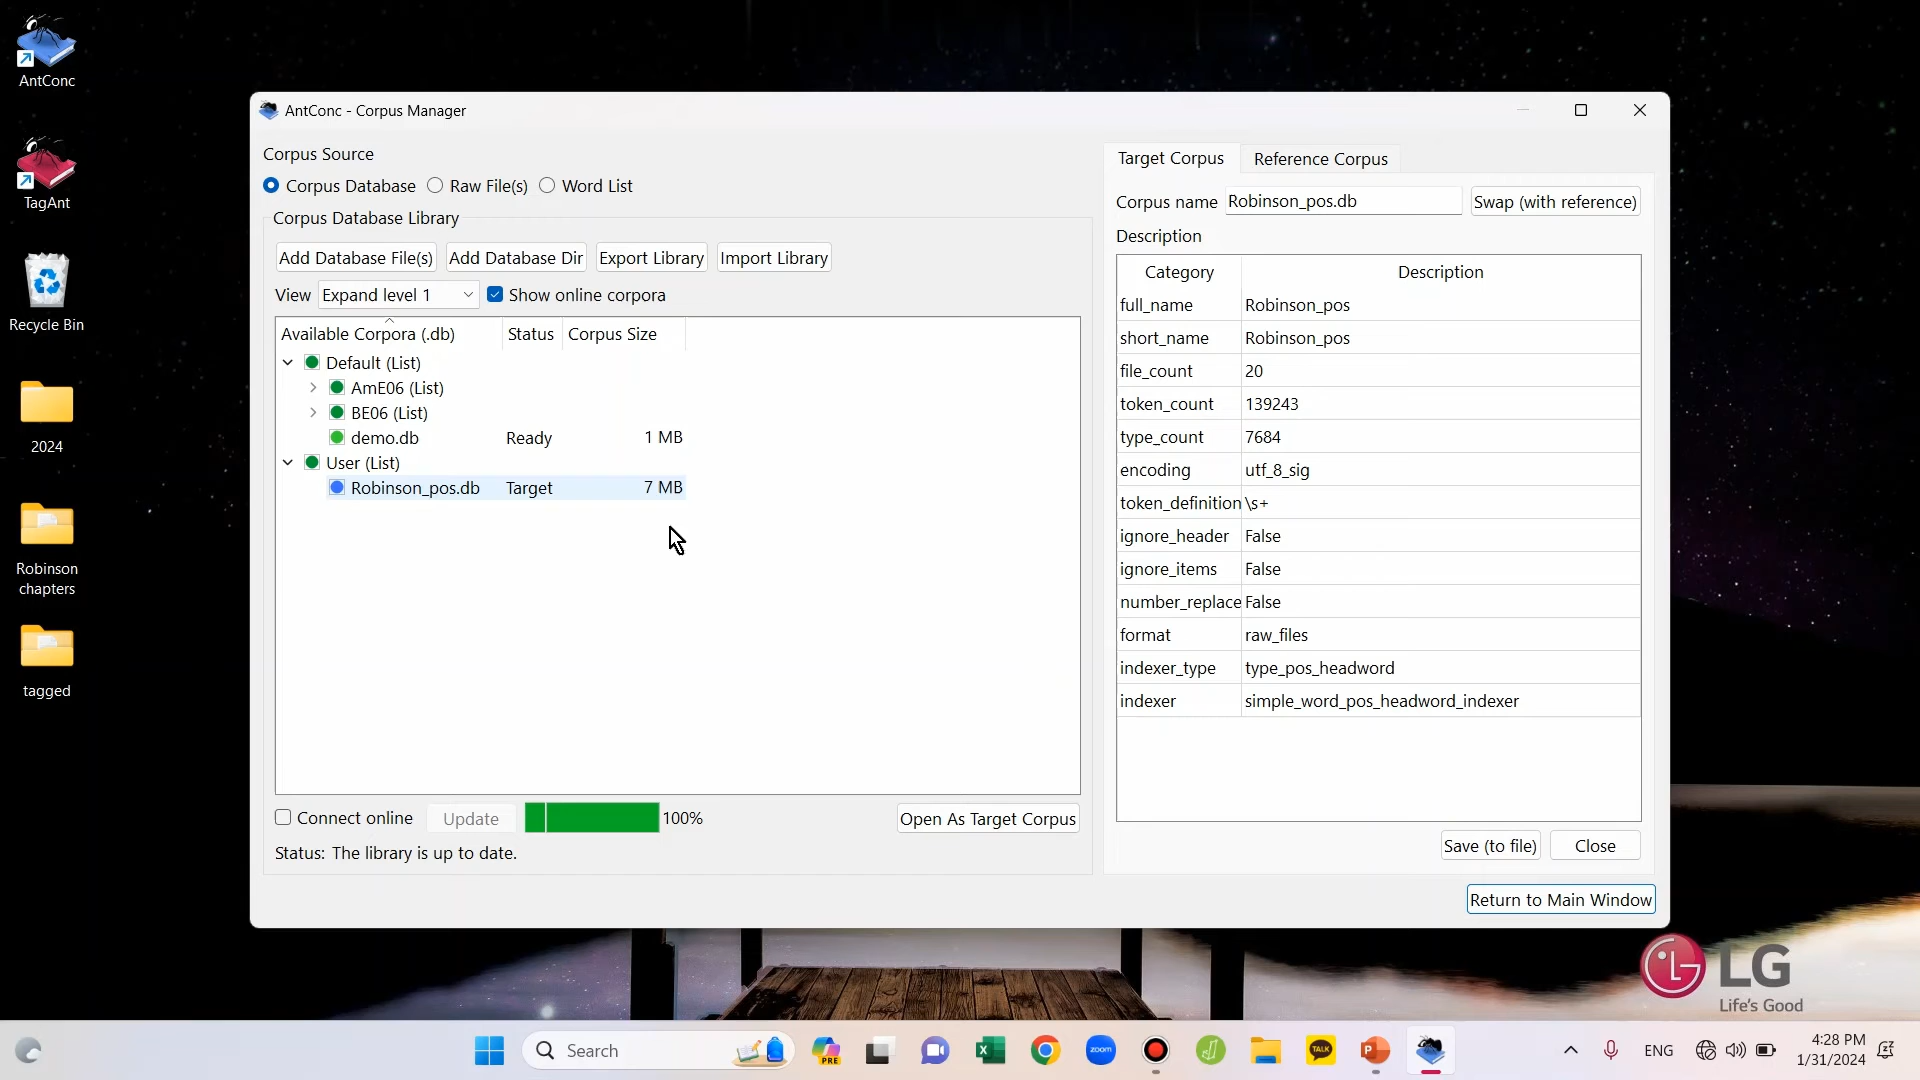 AntConc
TagAnt
Recycle Bin
2024
Robinson
chapters
tagged
AntConc - Corpus Manager
Corpus Source
Corpus Database Raw File(s) Word List
Corpus Database Library
Add Database File(s) Add Database Dir Export Library Import Library
View Expand level 1 Show online corpora
Available Corpora (.db) Status Corpus Size
Default (List)
AmE06 (List)
BE06 (List)
demo.db Ready 1 MB
User (List)
Robinson_pos.db Target 7 MB
Connect online Update 100% Open As Target Corpus
Status: The library is up to date.
Target Corpus Reference Corpus
Corpus name Robinson_pos.db Swap (with reference)
Description
Category Description
full_name Robinson_pos
short_name Robinson_pos
file_count 20
token_count 139243
type_count 7684
encoding utf_8_sig
token_definition \s+
ignore_header False
ignore_items False
number_replace False
format raw_files
indexer_type type_pos_headword
indexer simple_word_pos_headword_indexer
Save (to file) Close
Return to Main Window
LG
Life's Good
Search
PRE
zoom
TALK
ENG
4:28 PM
1/31/2024